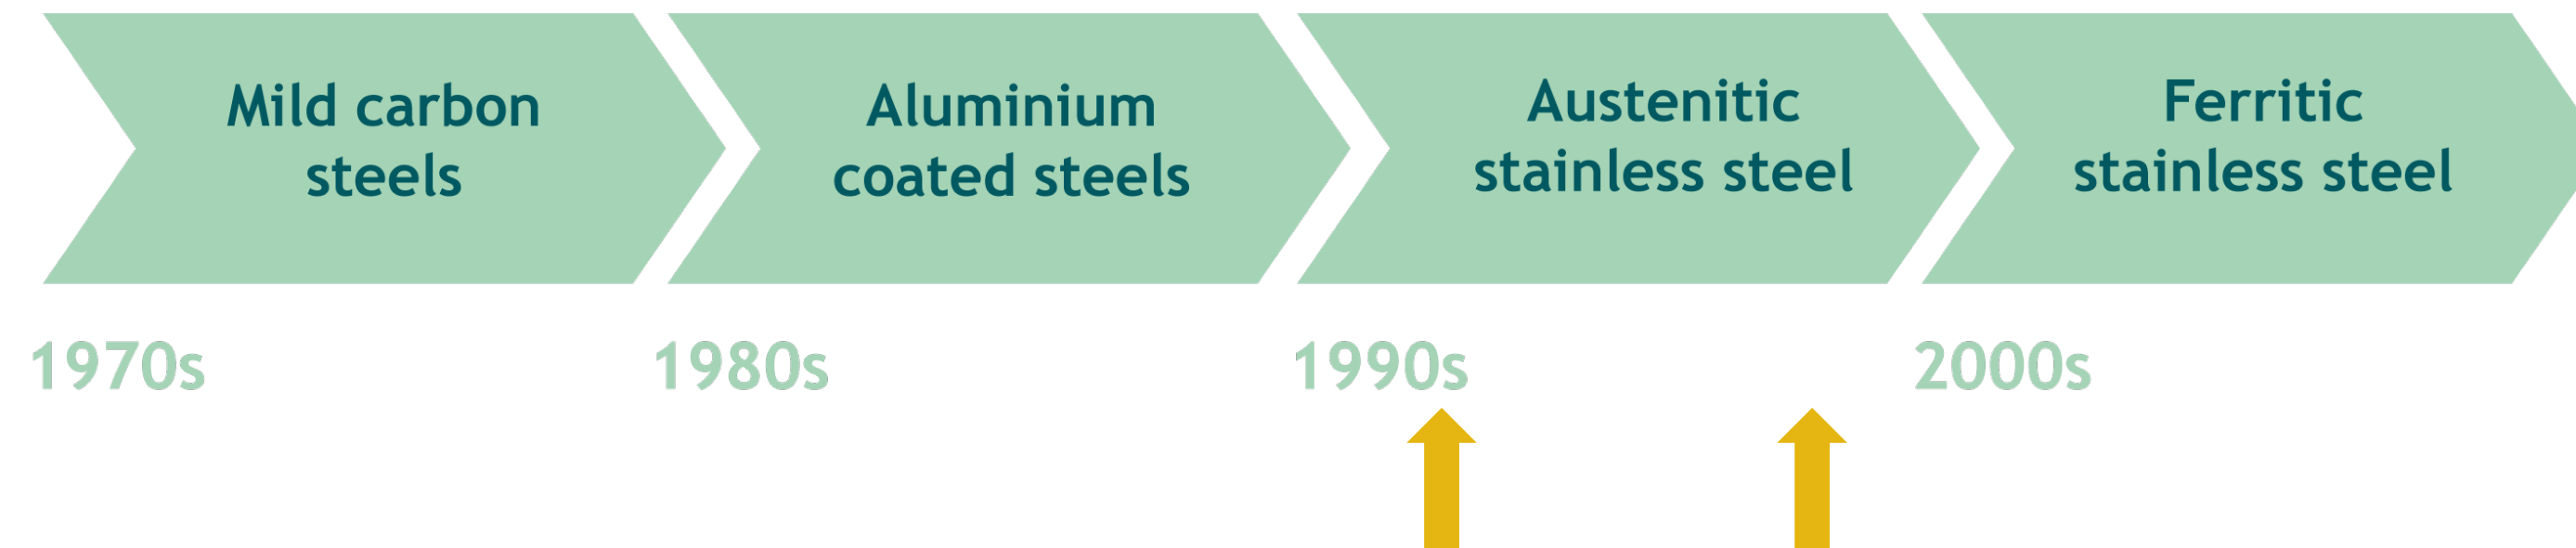 Mild carbon
steels
Aluminium
coated steels
Austenitic
stainless steel
Ferritic
stainless steel
1970s
1980s
1990s
2000s